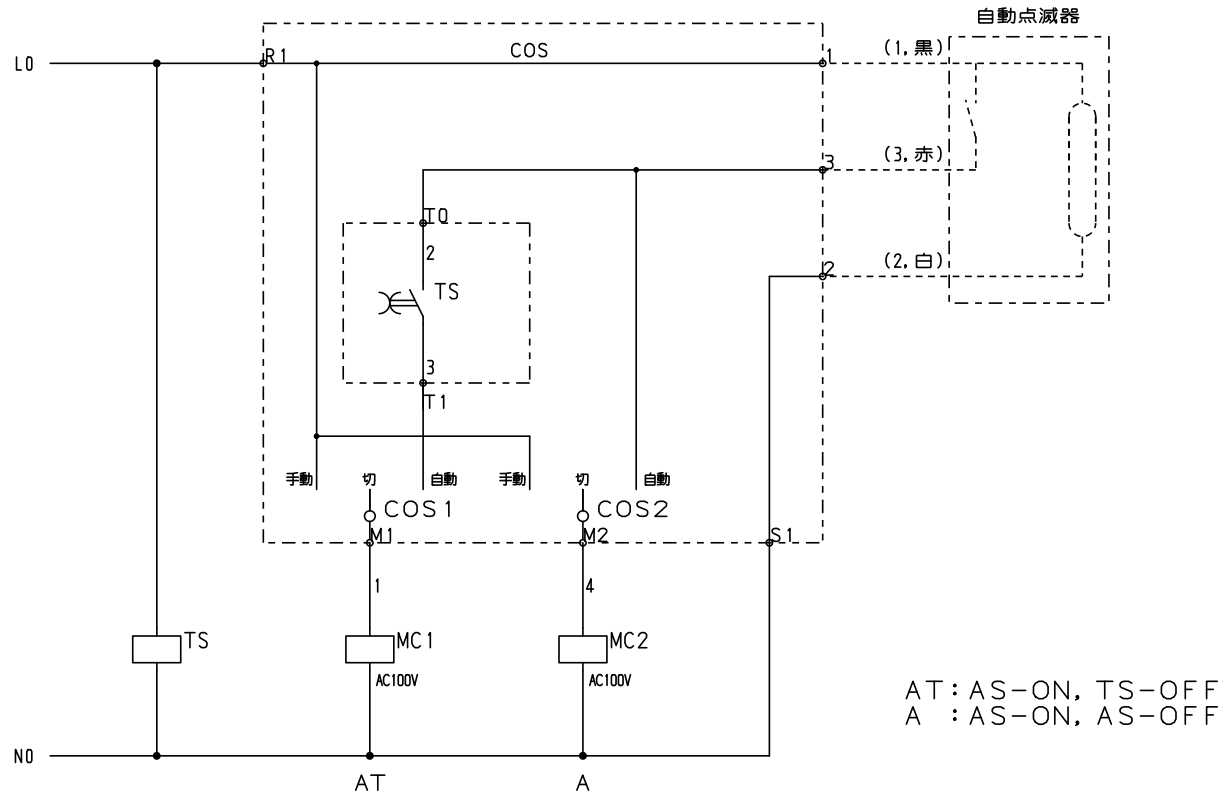 自動点滅器
L0
R1
COS
1
(1,黒)
3
(3,赤)
T0
2
TS
3
T1
2
(2,白)
手動
切
自動
手動
切
自動
COS1
COS2
M1
M2
S1
1
4
TS
MC1
MC2
AC100V
AC100V
AT:AS-ON, TS-OFF
A :AS-ON, AS-OFF
N0
AT
A